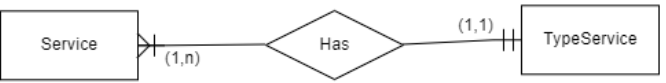 Service
(1,n)
Has
(1,1)
TypeService